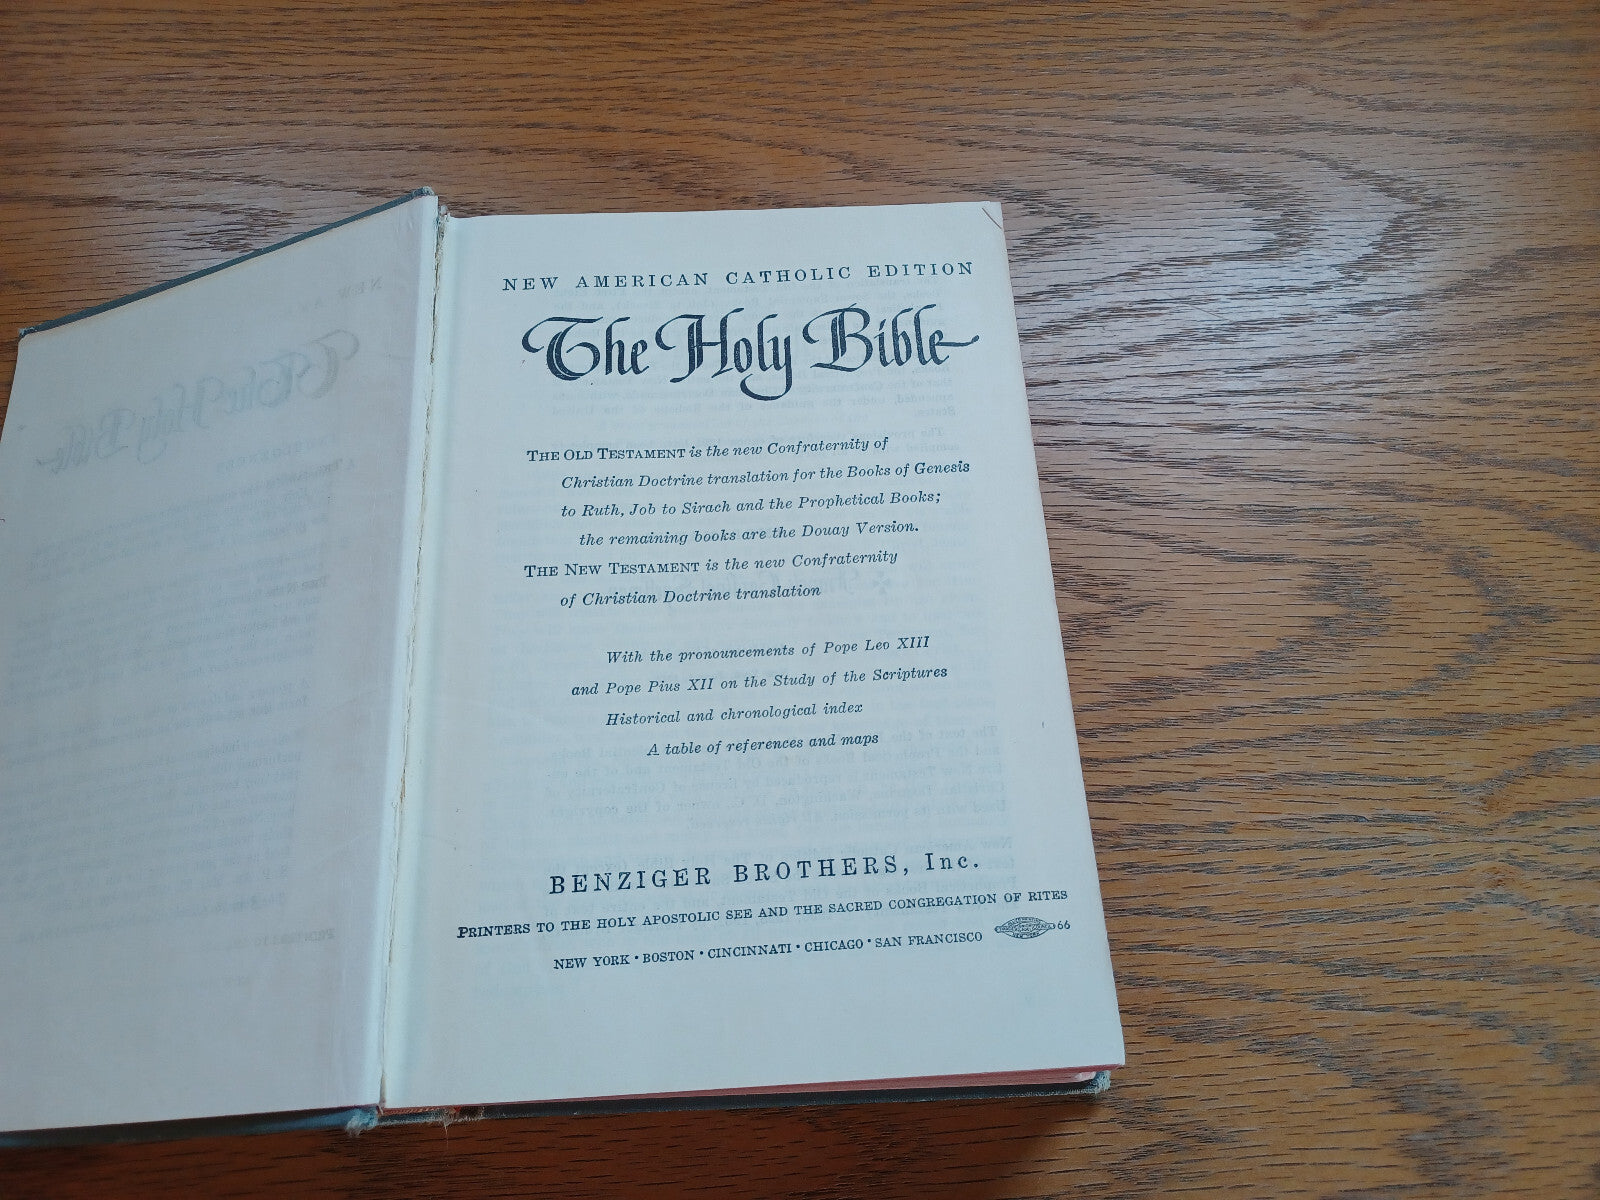 NEW AMERICAN CATHOLIC EDITION
The Holy Bible
THE OLD TESTAMENT is the new Confraternity of
Christian Doctrine translation for the Books of Genesis
to Ruth, Job to Sirach and the Prophetical Books;
the remaining books are the Douay Version.
THE NEW TESTAMENT is the new Confraternity
of Christian Doctrine translation
With the pronouncements of Pope Leo XIII
and Pope Pius XII on the Study of the Scriptures
Historical and chronological index
A table of references and maps
BENZIGER BROTHERS, Inc.
PRINTERS TO THE HOLY APOSTOLIC SEE AND THE SACRED CONGREGATION OF RITES
NEW YORK • BOSTON • CINCINNATI • CHICAGO • SAN FRANCISCO 66